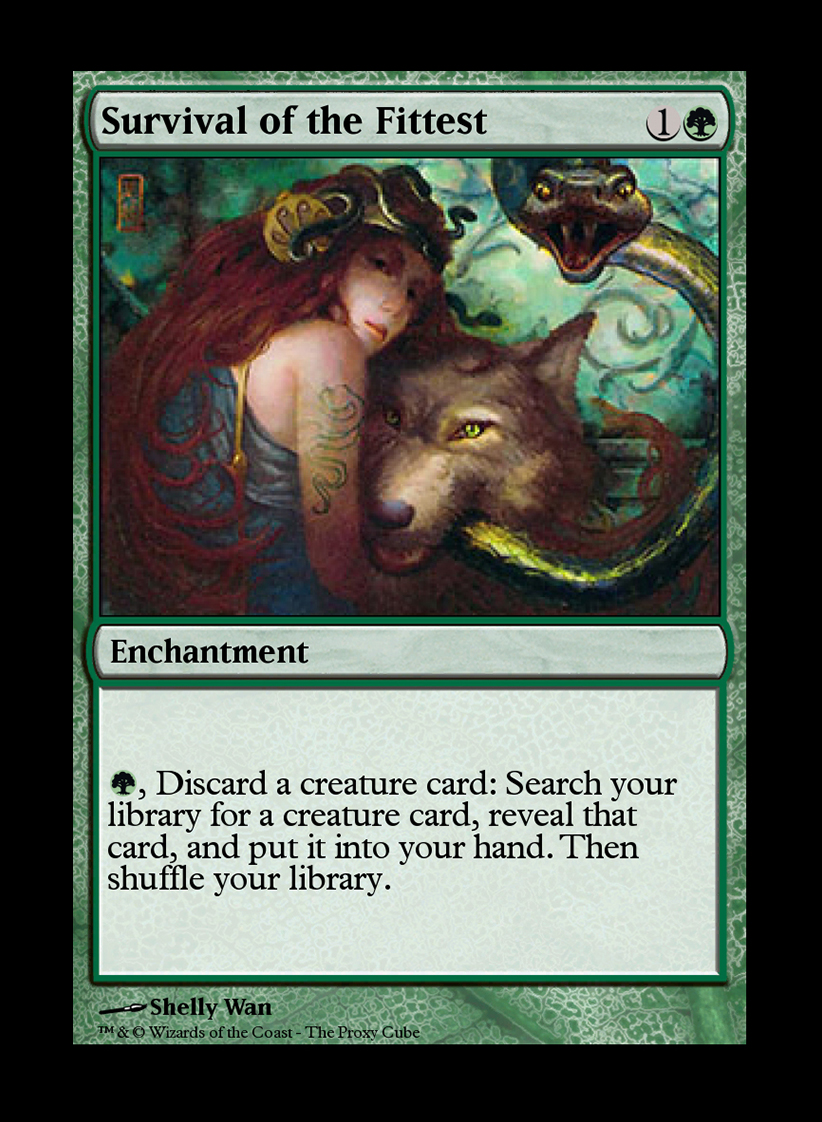 Survival of the Fittest 1
Enchantment
, Discard a creature card: Search your
library for a creature card, reveal that
card, and put it into your hand. Then
shuffle your library.
Shelly Wan
™ & © Wizards of the Coast - The Proxy Cube